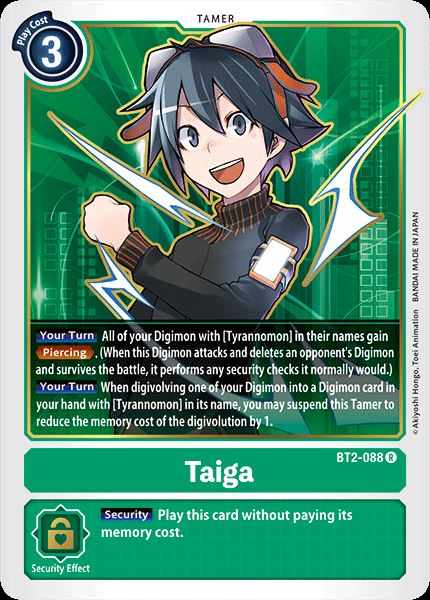 TAMER
Play Cost
3
Your Turn All of your Digimon with [Tyrannomon] in their names gain
Piercing . (When this Digimon attacks and deletes an opponent's Digimon
and survives the battle, it performs any security checks it normally would.)
Your Turn When digivolving one of your Digimon into a Digimon card in
your hand with [Tyrannomon] in its name, you may suspend this Tamer to
reduce the memory cost of the digivolution by 1.
© Akiyoshi Hongo, Toei Animation BANDAI MADE IN JAPAN
BT2-088 R
Taiga
Security Play this card without paying its
memory cost.
Security Effect